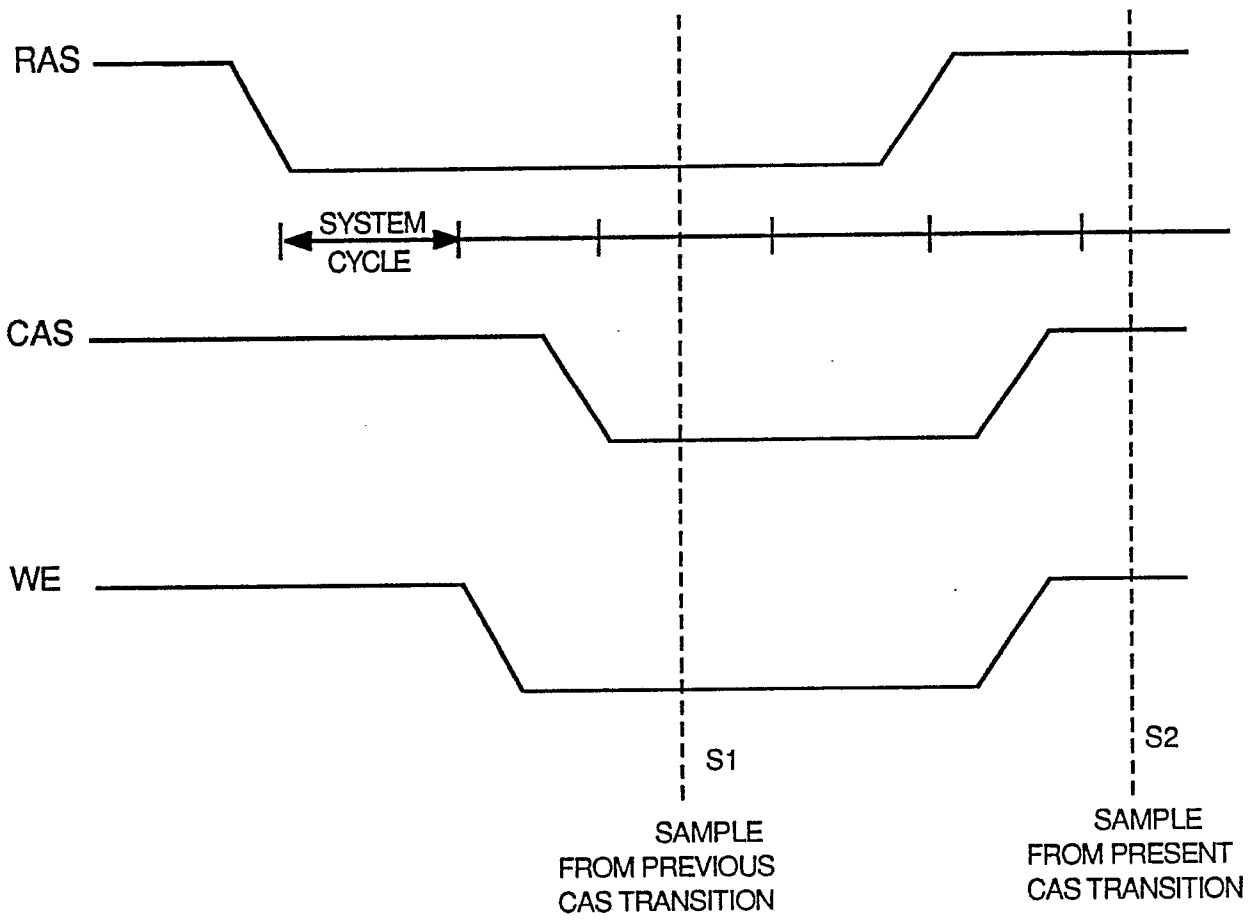 RAS
SYSTEM
CYCLE
CAS
WE
S1
S2
SAMPLE
FROM PREVIOUS
CAS TRANSITION
SAMPLE
FROM PRESENT
CAS TRANSITION